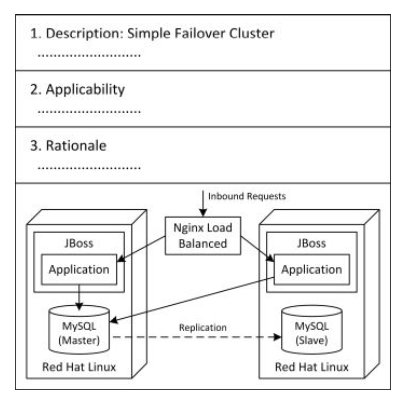 1. Description: Simple Failover Cluster
..........................
2. Applicability
..........................
3. Rationale
..........................
Inbound Requests
Nginx Load
Balanced
JBoss
Application
MySQL
(Master)
Red Hat Linux
Replication
JBoss
Application
MySQL
(Slave)
Red Hat Linux